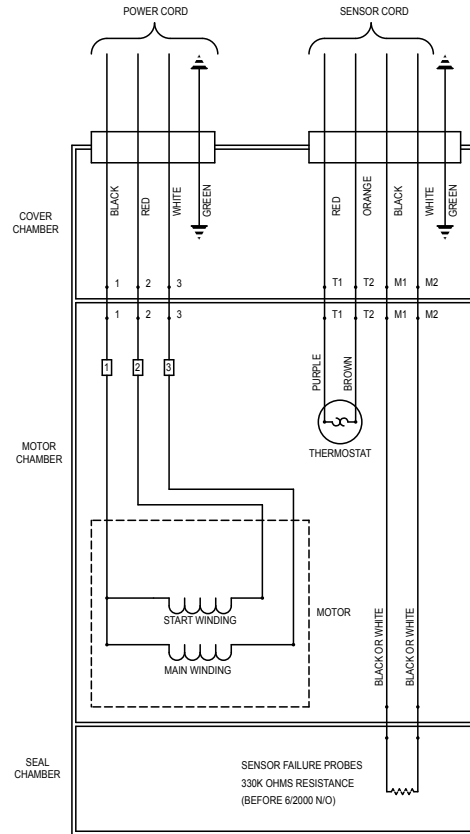 POWER CORD
SENSOR CORD
BLACK
RED
WHITE
GREEN
RED
ORANGE
BLACK
WHITE
GREEN
COVER
CHAMBER
1
2
3
T1
T2
M1
M2
1
2
3
T1
T2
M1
M2
1
2
3
PURPLE
BROWN
THERMOSTAT
MOTOR
CHAMBER
START WINDING
MOTOR
MAIN WINDING
BLACK OR WHITE
BLACK OR WHITE
SEAL
CHAMBER
SENSOR FAILURE PROBES
330K OHMS RESISTANCE
(BEFORE 6/2000 N/O)